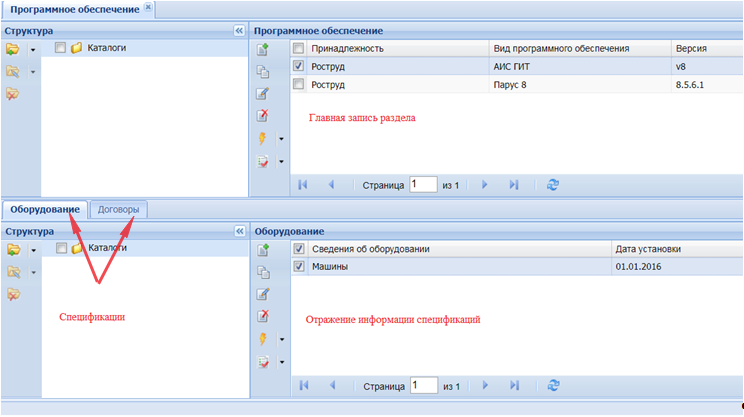 Программное обеспечение
Структура
Каталоги
Программное обеспечение
Принадлежность Вид программного обеспечения Версия
Роструд АИС ГИТ v8
Роструд Парус 8 8.5.6.1
Главная запись раздела
Страница 1 из 1
Оборудование Договоры
Структура
Каталоги
Спецификации
Оборудование
Сведения об оборудовании Дата установки
Машины 01.01.2016
Отражение информации спецификаций
Страница 1 из 1